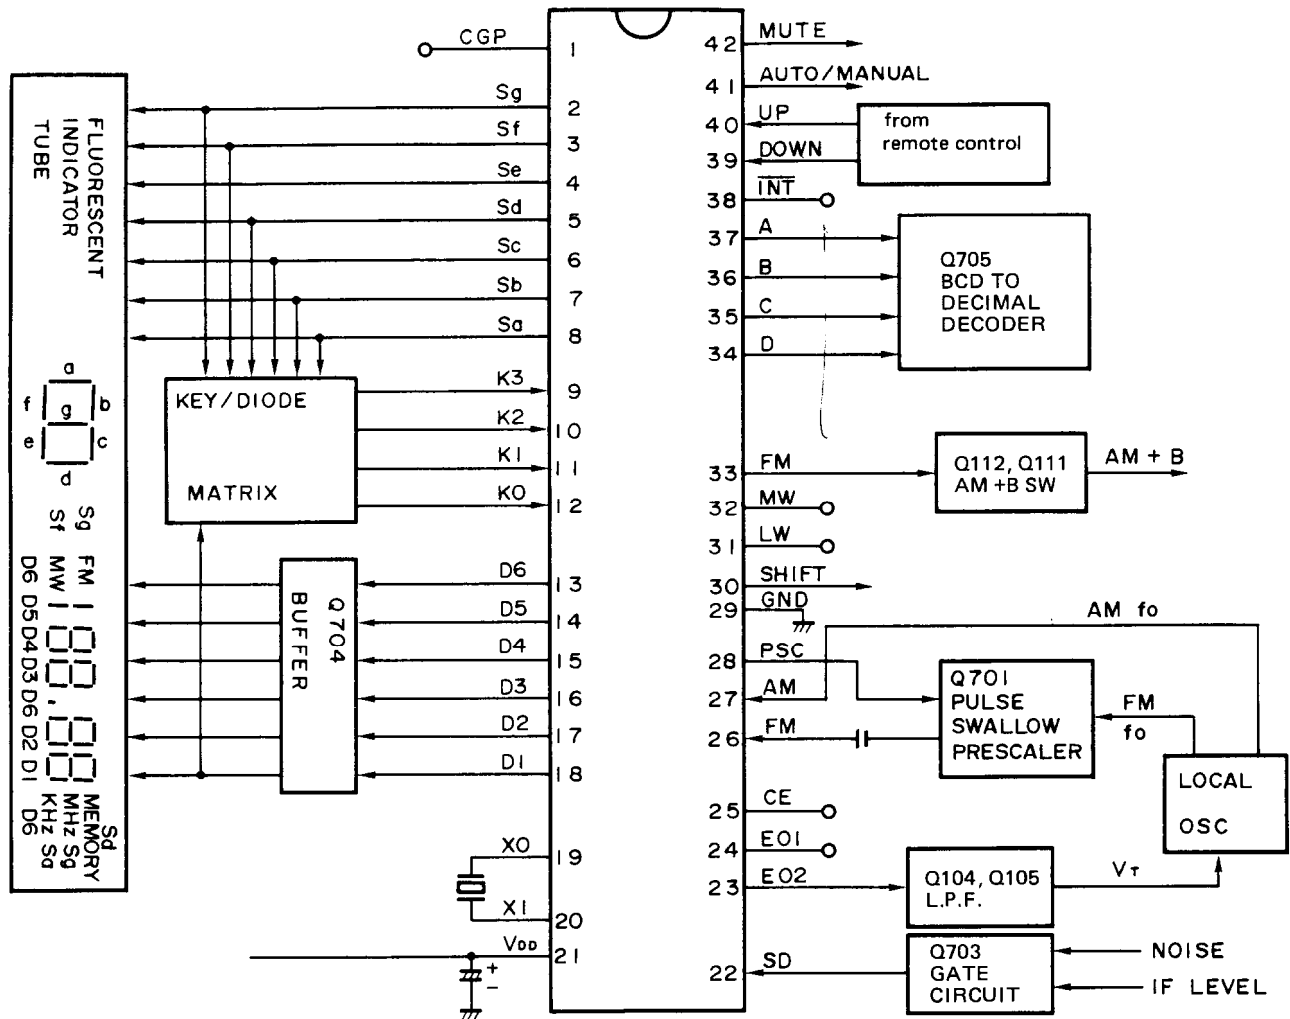 CGP
1
Sg
2
Sf
3
Se
4
Sd
5
Sc
6
Sb
7
Sa
8
K3
9
K2
10
K1
11
K0
12
D6
13
D5
14
D4
15
D3
16
D2
17
D1
18
X0
19
X1
20
VDD
21
+
-
FLUORESCENT
INDICATOR
TUBE
a
f
g
b
e
c
d
Sg
Sf
FM
MW
D6
D5
D4
D3
D6
D2
D1
Sd
MEMORY
MHz Sg
KHz Sa
D6
KEY/DIODE
MATRIX
Q704
BUFFER
42
MUTE
41
AUTO/MANUAL
40
UP
39
DOWN
from
remote control
38
INT
37
A
36
B
35
C
34
D
Q705
BCD TO
DECIMAL
DECODER
33
FM
Q112, Q111
AM +B SW
AM + B
32
MW
31
LW
30
SHIFT
29
GND
AM fo
28
PSC
27
AM
26
FM
Q701
PULSE
SWALLOW
PRESCALER
FM
fo
LOCAL
OSC
25
CE
24
EO1
23
EO2
Q104, Q105
L.P.F.
VT
22
SD
Q703
GATE
CIRCUIT
NOISE
IF LEVEL